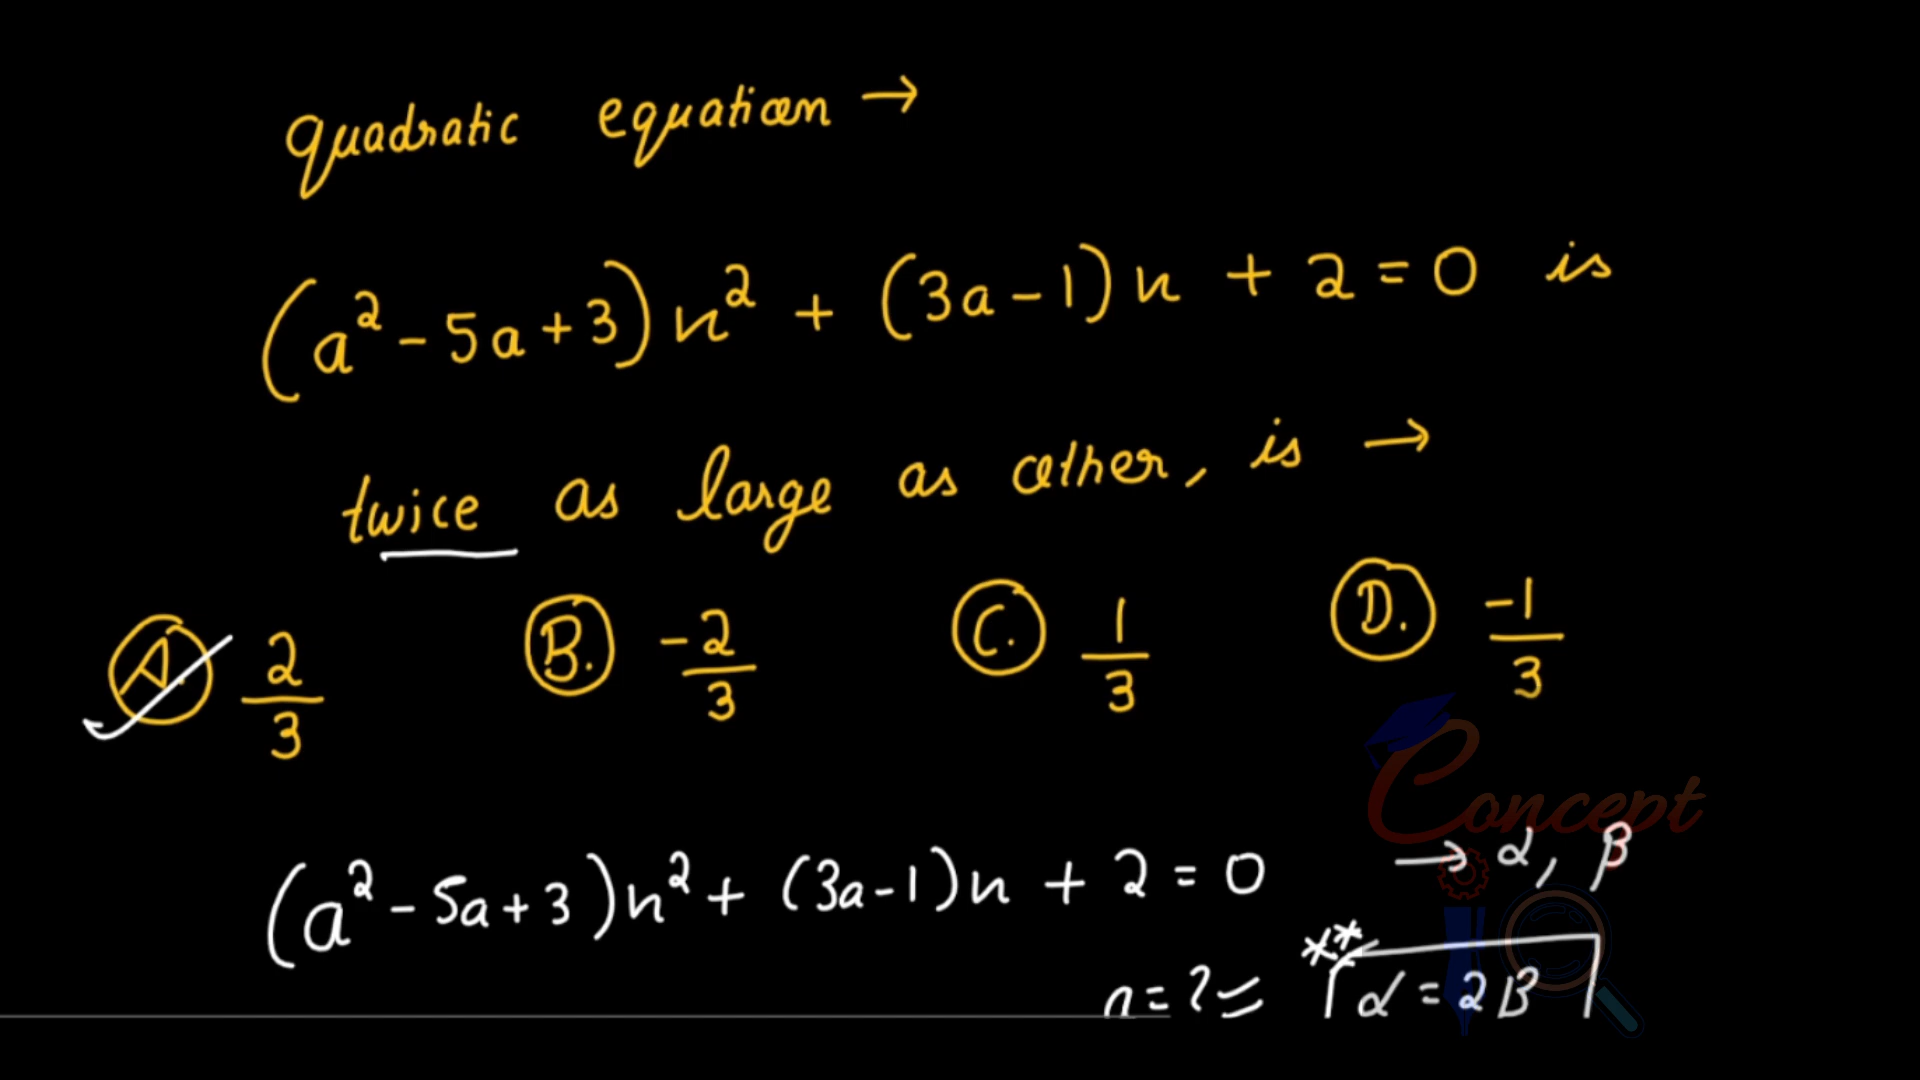 quadratic equation →
(a² - 5a + 3) x² + (3a - 1) x + 2 = 0 is
twice as large as other, is →
A. 2/3 B. -2/3 C. 1/3 D. -1/3
Concept
(a² - 5a + 3) x² + (3a - 1) x + 2 = 0 → α, β
a = ? ** α = 2β